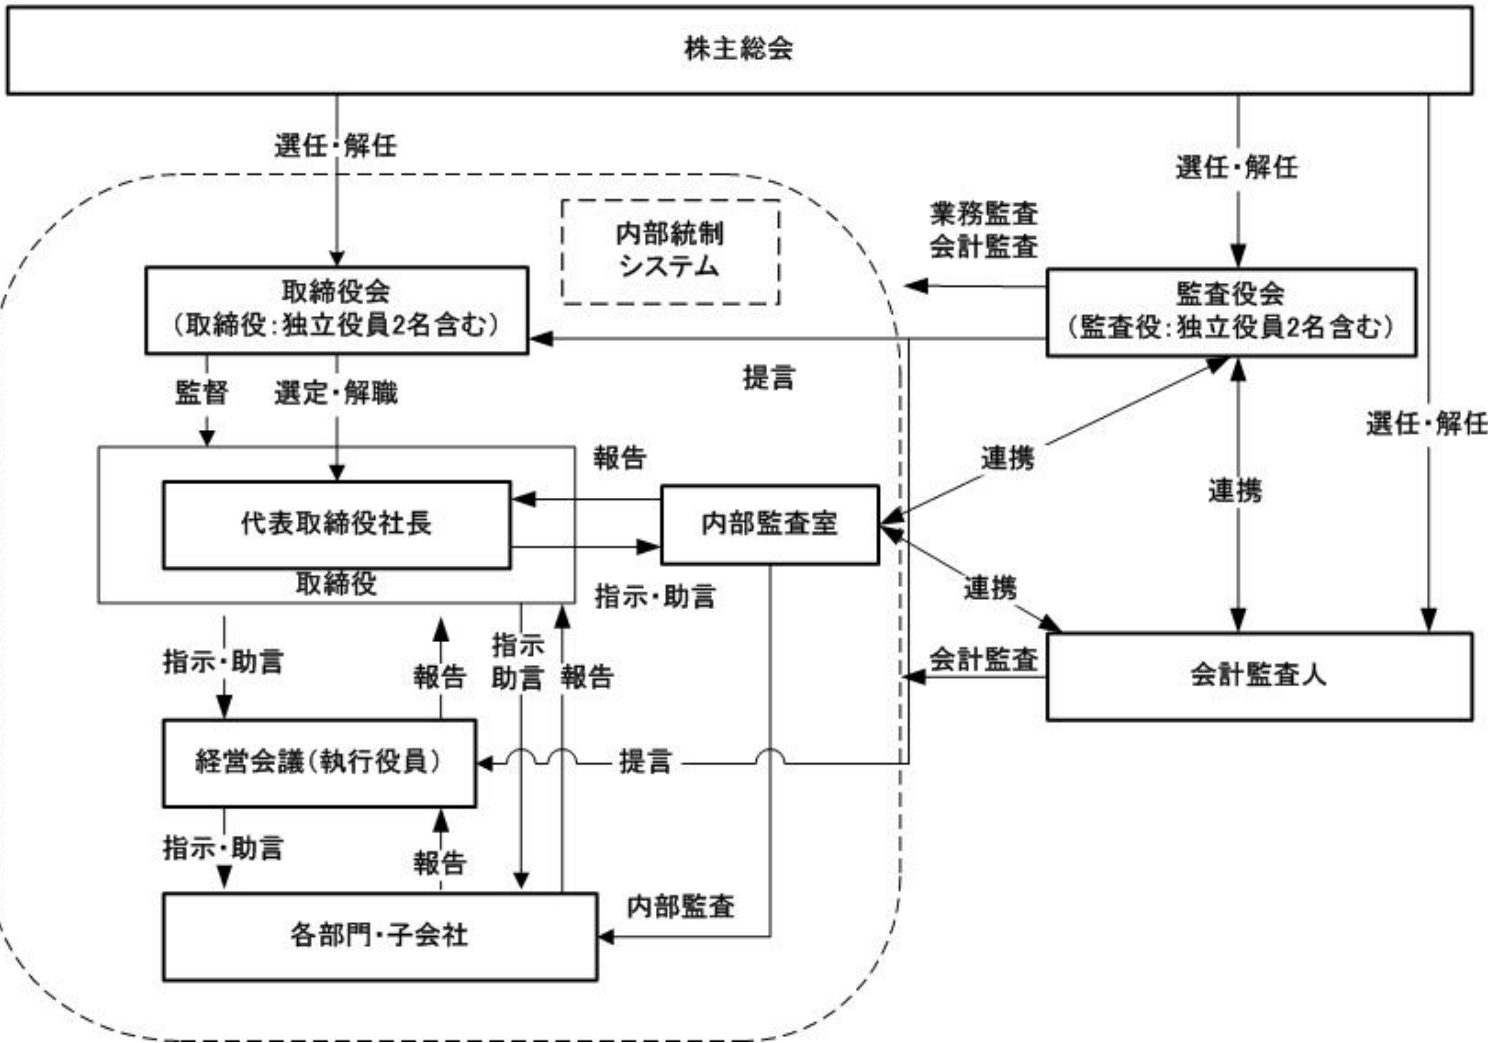 株主総会
選任・解任
選任・解任
内部統制
システム
業務監査
会計監査
取締役会
（取締役：独立役員2名含む）
監査役会
（監査役：独立役員2名含む）
提言
監督
選定・解職
選任・解任
報告
連携
連携
代表取締役社長
内部監査室
取締役
指示・助言
連携
指示・助言
報告
指示
助言
報告
会計監査
会計監査人
経営会議（執行役員）
提言
指示・助言
報告
内部監査
各部門・子会社